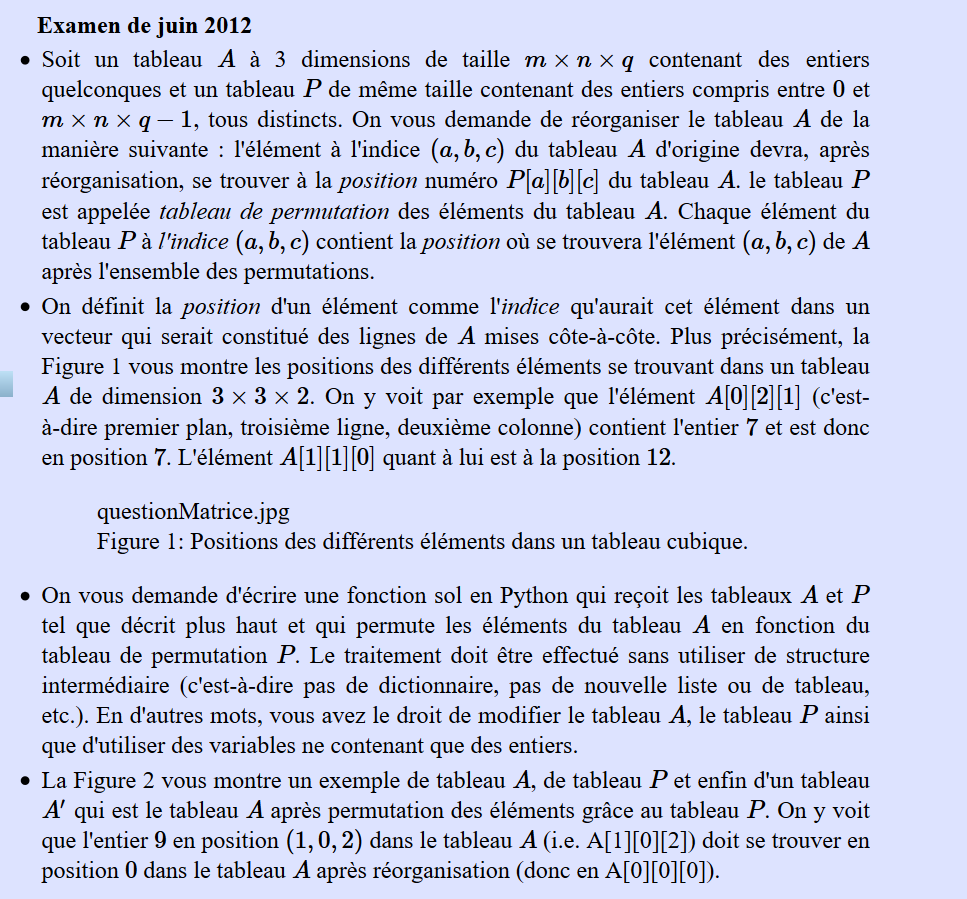 Examen de juin 2012
• Soit un tableau A à 3 dimensions de taille m × n × q contenant des entiers
quelconques et un tableau P de même taille contenant des entiers compris entre 0 et
m × n × q − 1, tous distincts. On vous demande de réorganiser le tableau A de la
manière suivante : l'élément à l'indice (a, b, c) du tableau A d'origine devra, après
réorganisation, se trouver à la position numéro P[a][b][c] du tableau A. le tableau P
est appelée tableau de permutation des éléments du tableau A. Chaque élément du
tableau P à l'indice (a, b, c) contient la position où se trouvera l'élément (a, b, c) de A
après l'ensemble des permutations.
• On définit la position d'un élément comme l'indice qu'aurait cet élément dans un
vecteur qui serait constitué des lignes de A mises côte-à-côte. Plus précisément, la
Figure 1 vous montre les positions des différents éléments se trouvant dans un tableau
A de dimension 3 × 3 × 2. On y voit par exemple que l'élément A[0][2][1] (c'est-
à-dire premier plan, troisième ligne, deuxième colonne) contient l'entier 7 et est donc
en position 7. L'élément A[1][1][0] quant à lui est à la position 12.
questionMatrice.jpg
Figure 1: Positions des différents éléments dans un tableau cubique.
• On vous demande d'écrire une fonction sol en Python qui reçoit les tableaux A et P
tel que décrit plus haut et qui permute les éléments du tableau A en fonction du
tableau de permutation P. Le traitement doit être effectué sans utiliser de structure
intermédiaire (c'est-à-dire pas de dictionnaire, pas de nouvelle liste ou de tableau,
etc.). En d'autres mots, vous avez le droit de modifier le tableau A, le tableau P ainsi
que d'utiliser des variables ne contenant que des entiers.
• La Figure 2 vous montre un exemple de tableau A, de tableau P et enfin d'un tableau
A′ qui est le tableau A après permutation des éléments grâce au tableau P. On y voit
que l'entier 9 en position (1, 0, 2) dans le tableau A (i.e. A[1][0][2]) doit se trouver en
position 0 dans le tableau A après réorganisation (donc en A[0][0][0]).